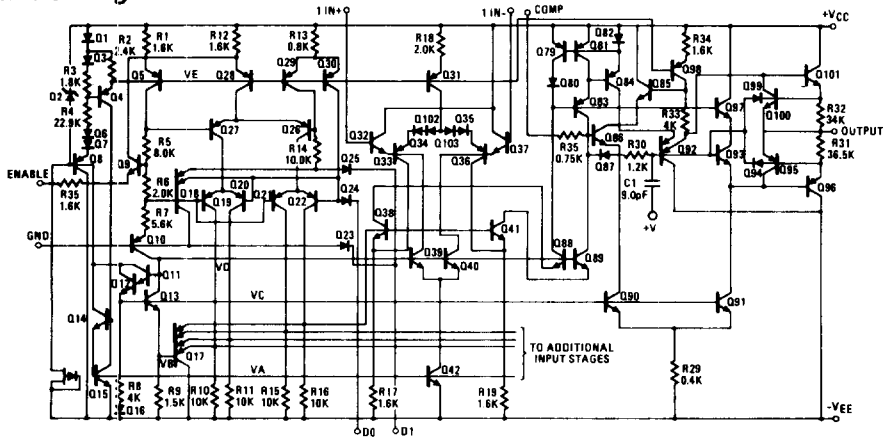 1 IN+
1 IN-
COMP
+VCC
Q1
R2
2.4K
R1
1.6K
R12
1.6K
R13
0.8K
R18
2.0K
Q82
R34
1.6K
Q3
R3
1.8K
Q2
R4
22.9K
Q4
Q5
VE
Q28
Q29
Q30
Q31
Q79
Q81
Q80
Q84
Q85
Q98
Q101
Q6
Q7
Q8
Q27
Q26
Q32
Q33
Q34
Q102
Q103
Q35
Q36
Q37
Q83
Q86
R33
4K
Q97
Q99
Q100
R32
34K
OUTPUT
R5
8.0K
R14
10.0K
Q25
R35
0.75K
Q87
R30
1.2K
Q92
Q93
Q94
Q95
R31
36.5K
Q96
ENABLE
R35
1.6K
Q9
R6
2.0K
Q18
Q19
Q20
Q21
Q22
Q24
C1
9.0pF
+V
R7
5.6K
Q38
Q41
GND
Q10
Q23
Q39
Q40
Q88
Q89
VD
Q11
Q12
Q13
VC
Q90
Q91
Q14
Q17
VB
TO ADDITIONAL
INPUT STAGES
VA
Q15
Q42
R8
4K
Q16
R9
1.5K
R10
10K
R11
10K
R15
10K
R16
10K
R17
1.6K
R19
1.6K
R29
0.4K
-VEE
D0
D1